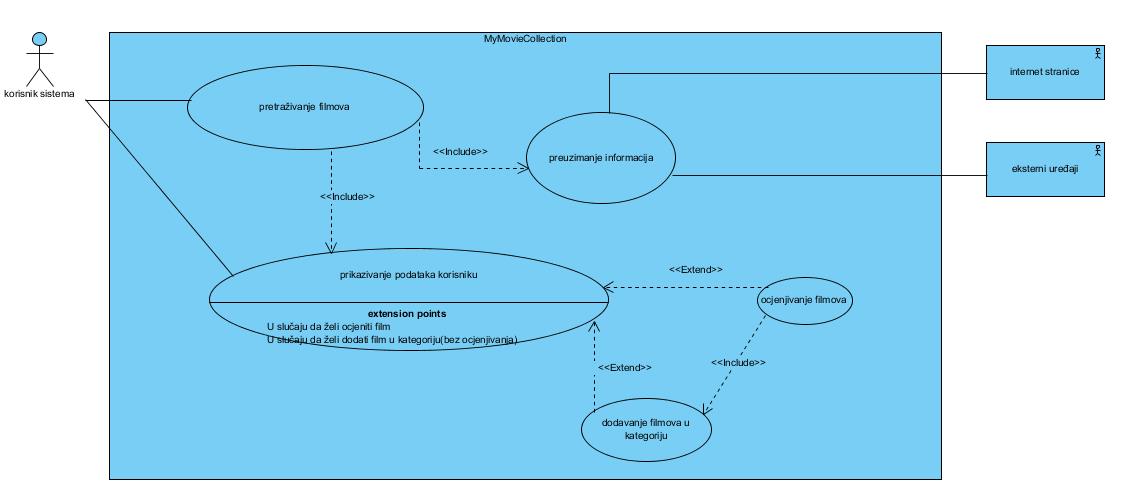 MyMovieCollection
korisnik sistema
pretraživanje filmova
<<Include>>
preuzimanje informacija
internet stranice
eksterni uređaji
<<Include>>
prikazivanje podataka korisniku
extension points
U slučaju da želi ocjeniti film
U slučaju da želi dodati film u kategoriju(bez ocjenjivanja)
<<Extend>>
ocjenjivanje filmova
<<Extend>>
<<Include>>
dodavanje filmova u
kategoriju